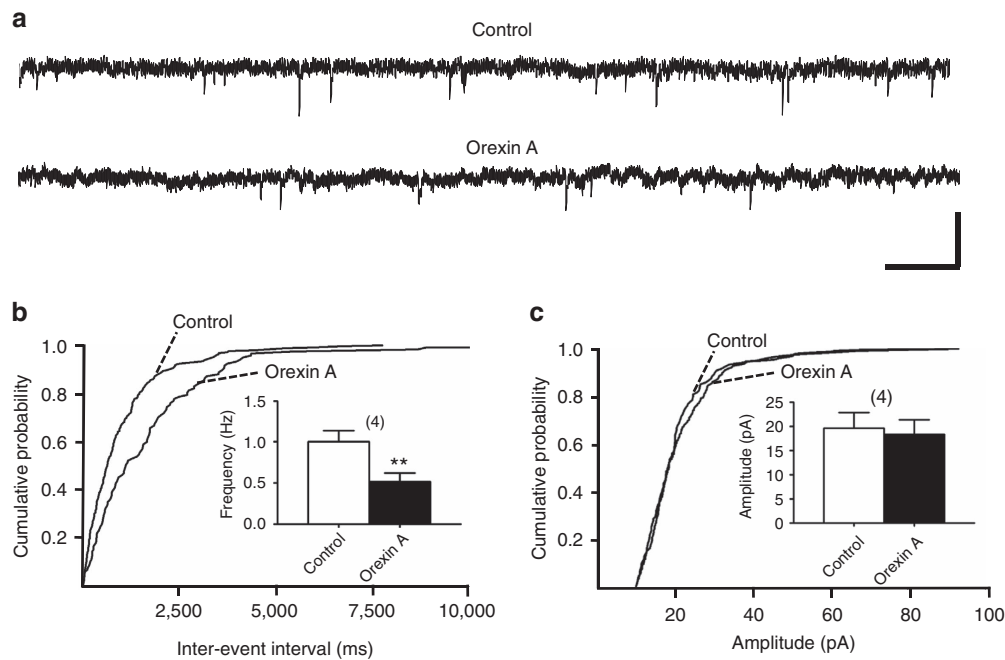 a
Control
Orexin A
b
Control
Orexin A
Cumulative probability
1.0
0.8
0.6
0.4
0.2
2,500
5,000
7,500
10,000
Inter-event interval (ms)
Frequency (Hz)
1.5
1.0
0.5
0.0
(4)
**
Control
Orexin A
c
Control
Orexin A
Cumulative probability
1.0
0.8
0.6
0.4
0.2
20
40
60
80
100
Amplitude (pA)
Amplitude (pA)
25
20
15
10
5
0
(4)
Control
Orexin A